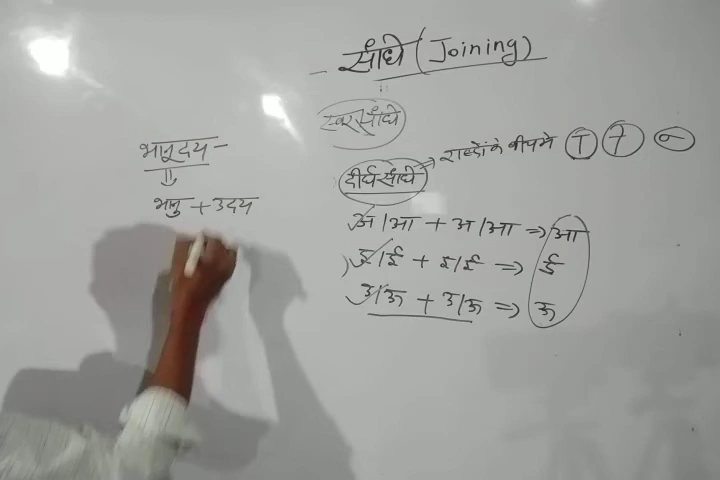 संधि (Joining)
स्वर संधि
दीर्घ संधि → शब्दों के बीच में ा ी ू
अ/आ + अ/आ ⇒ आ
इ/ई + इ/ई ⇒ ई
उ/ऊ + उ/ऊ ⇒ ऊ
भानूदय -
⇓
भानु + उदय